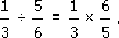 1/3 ÷ 5/6 = 1/3 × 6/5 .